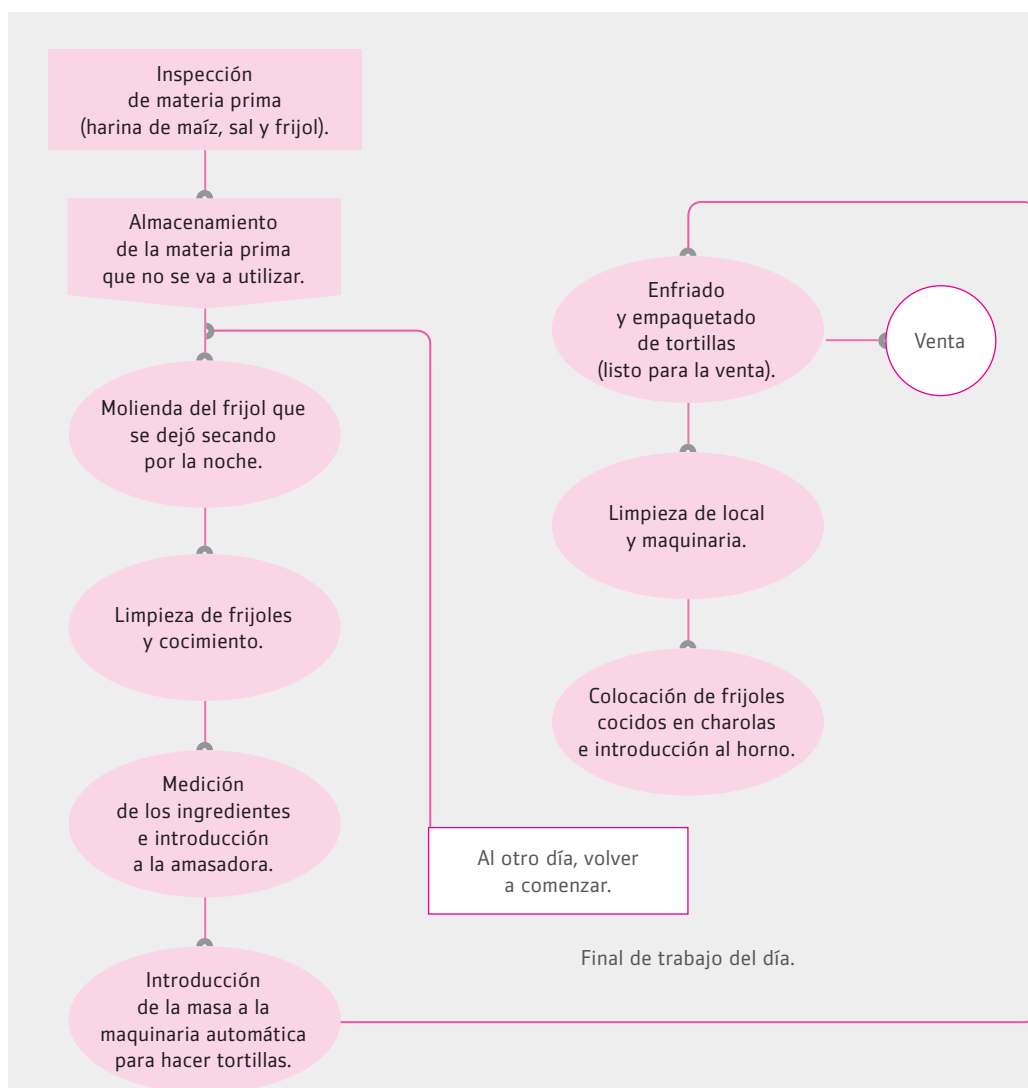 Inspección
de materia prima
(harina de maíz, sal y frijol).
Almacenamiento
de la materia prima
que no se va a utilizar.
Molienda del frijol que
se dejó secando
por la noche.
Limpieza de frijoles
y cocimiento.
Medición
de los ingredientes
e introducción
a la amasadora.
Introducción
de la masa a la
maquinaria automática
para hacer tortillas.
Enfriado
y empaquetado
de tortillas
(listo para la venta).
Venta
Limpieza de local
y maquinaria.
Colocación de frijoles
cocidos en charolas
e introducción al horno.
Al otro día, volver
a comenzar.
Final de trabajo del día.